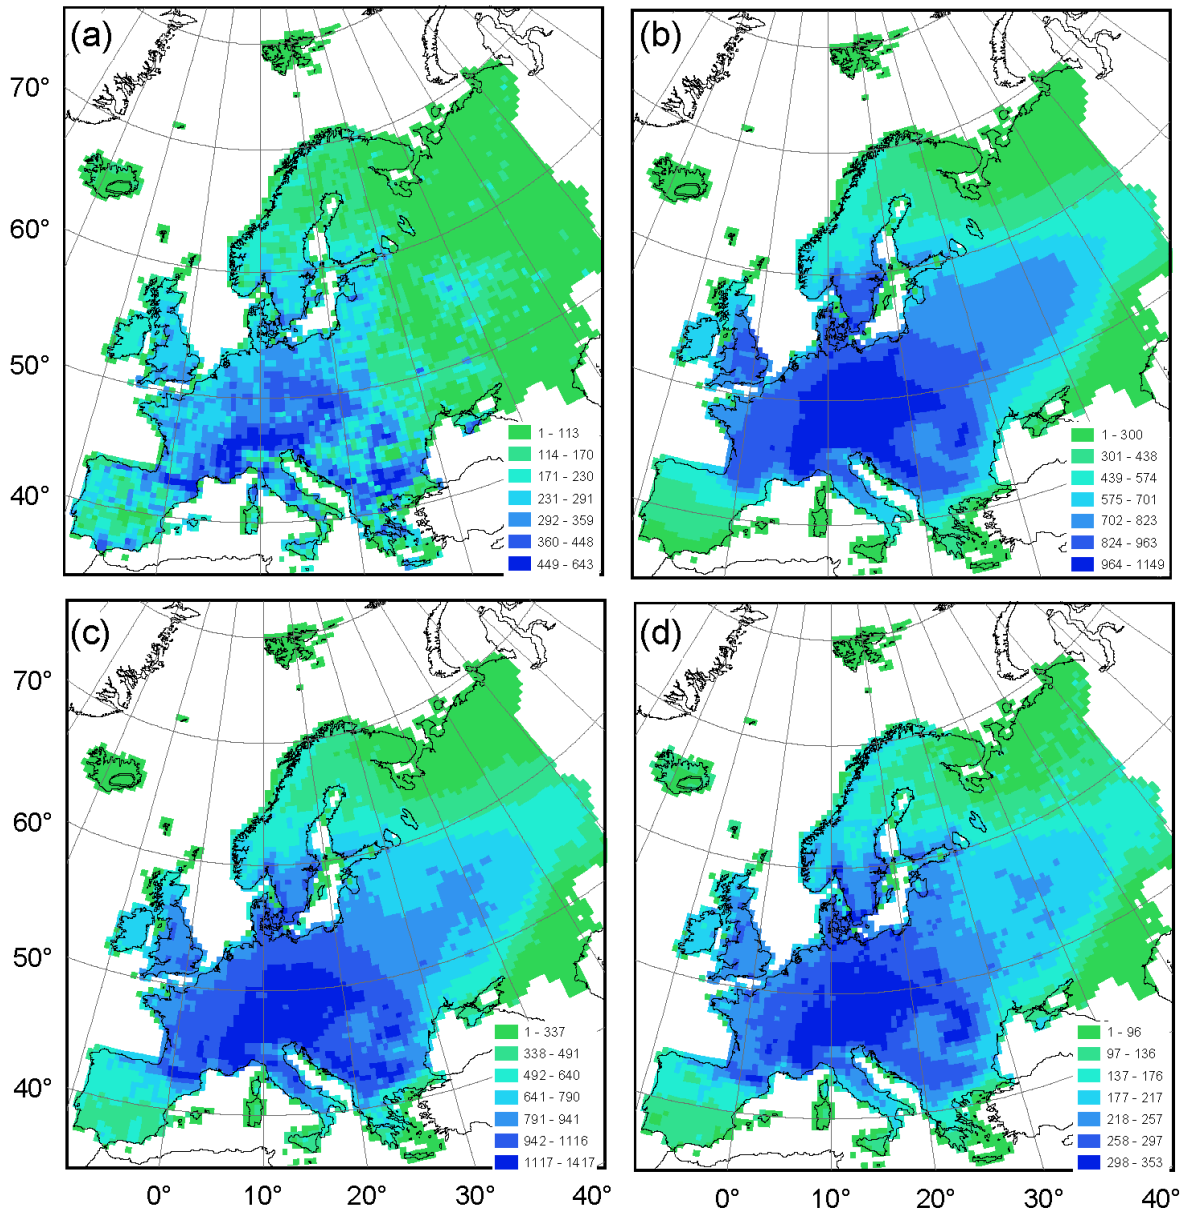 (a)
70°
60°
50°
40°
1 - 113
114 - 170
171 - 230
231 - 291
292 - 359
360 - 448
449 - 643
(b)
1 - 300
301 - 438
439 - 574
575 - 701
702 - 823
824 - 963
964 - 1149
(c)
70°
60°
50°
40°
1 - 337
338 - 491
492 - 640
641 - 790
791 - 941
942 - 1116
1117 - 1417
0°
10°
20°
30°
40°
(d)
1 - 96
97 - 136
137 - 176
177 - 217
218 - 257
258 - 297
298 - 353
0°
10°
20°
30°
40°